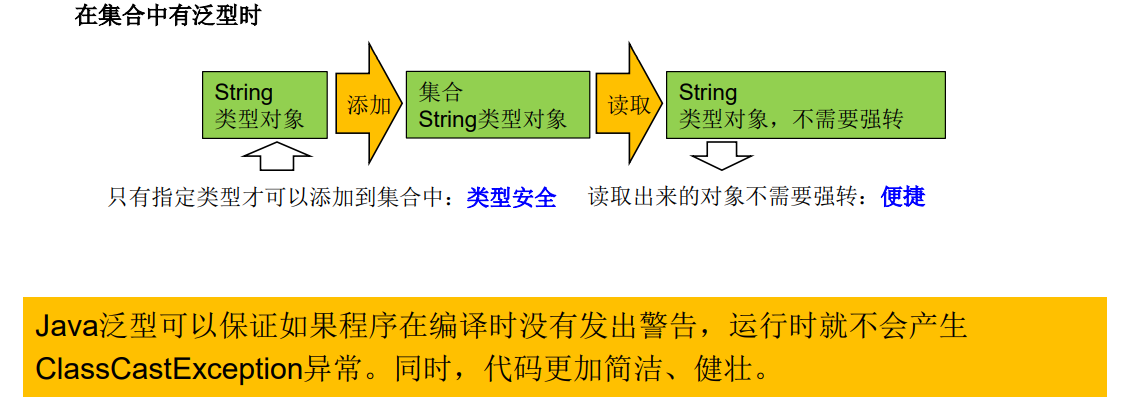 在集合中有泛型时
String
类型对象
添加
集合
String类型对象
读取
String
类型对象，不需要强转
只有指定类型才可以添加到集合中：类型安全
读取出来的对象不需要强转：便捷
Java泛型可以保证如果程序在编译时没有发出警告，运行时就不会产生
ClassCastException异常。同时，代码更加简洁、健壮。